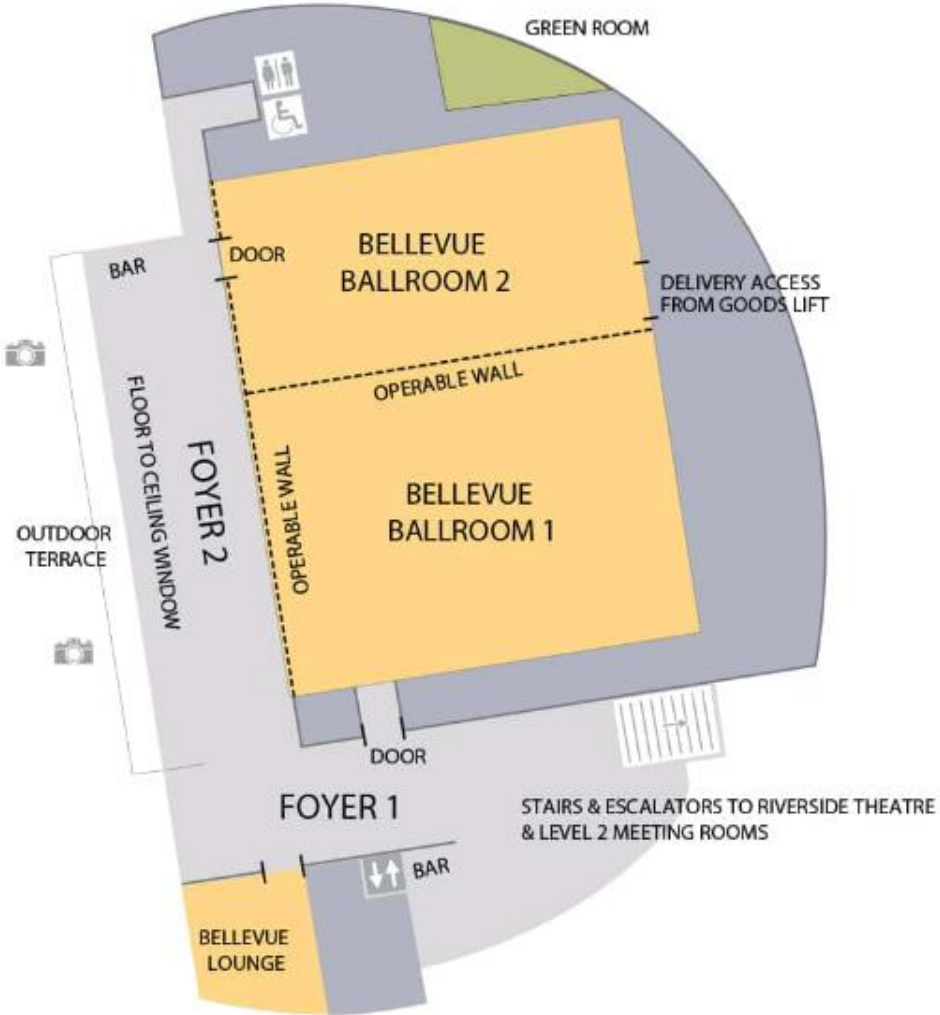 GREEN ROOM
BELLEVUE
BALLROOM 2
DOOR
BAR
DELIVERY ACCESS
FROM GOODS LIFT
OPERABLE WALL
FLOOR TO CEILING WINDOW
FOYER 2
OPERABLE WALL
BELLEVUE
BALLROOM 1
OUTDOOR
TERRACE
DOOR
FOYER 1
STAIRS & ESCALATORS TO RIVERSIDE THEATRE
& LEVEL 2 MEETING ROOMS
BAR
BELLEVUE
LOUNGE